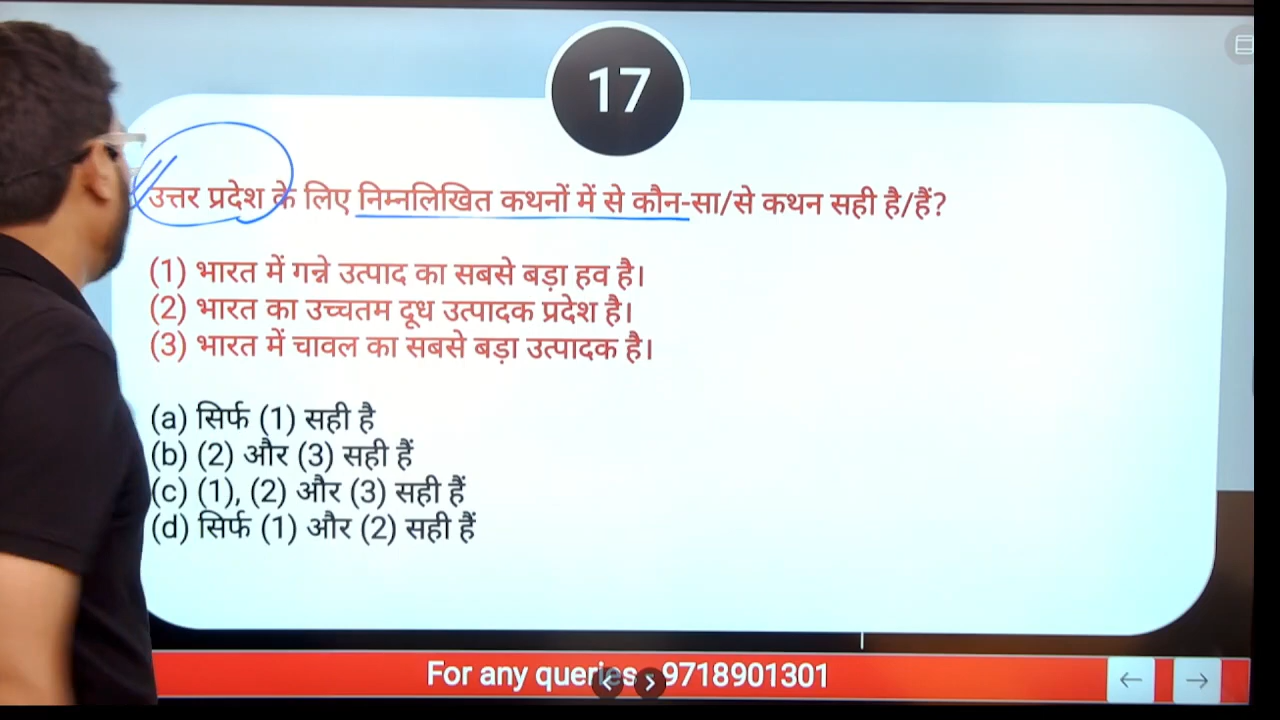 17
उत्तर प्रदेश के लिए निम्नलिखित कथनों में से कौन-सा/से कथन सही है/हैं?
(1) भारत में गन्ने उत्पाद का सबसे बड़ा हव है।
(2) भारत का उच्चतम दूध उत्पादक प्रदेश है।
(3) भारत में चावल का सबसे बड़ा उत्पादक है।
(a) सिर्फ (1) सही है
(b) (2) और (3) सही हैं
(c) (1), (2) और (3) सही हैं
(d) सिर्फ (1) और (2) सही हैं
For any queries - 9718901301